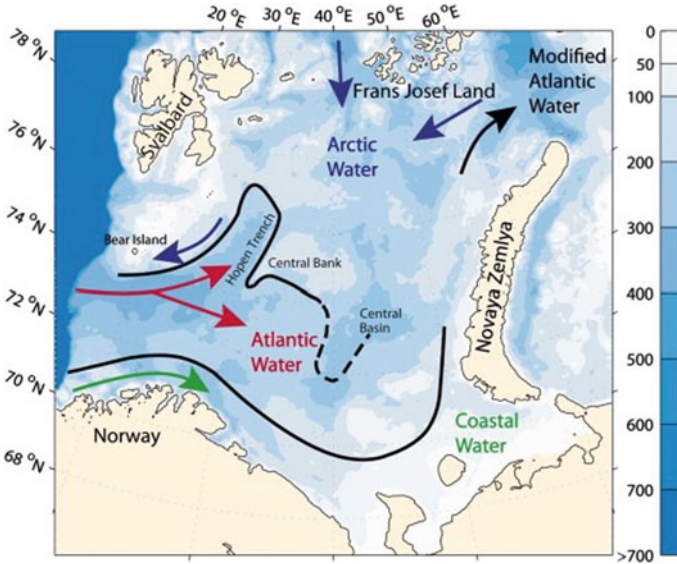 20 °E 30 °E 40 °E 50 °E 60 °E
78 °N
76 °N
74 °N
72 °N
70 °N
68 °N
Svalbard
Frans Josef Land
Modified
Atlantic
Water
Arctic
Water
Bear Island
Hopen Trench
Central Bank
Central
Basin
Novaya Zemlya
Atlantic
Water
Coastal
Water
Norway
0
50
100
200
300
400
500
600
700
>700